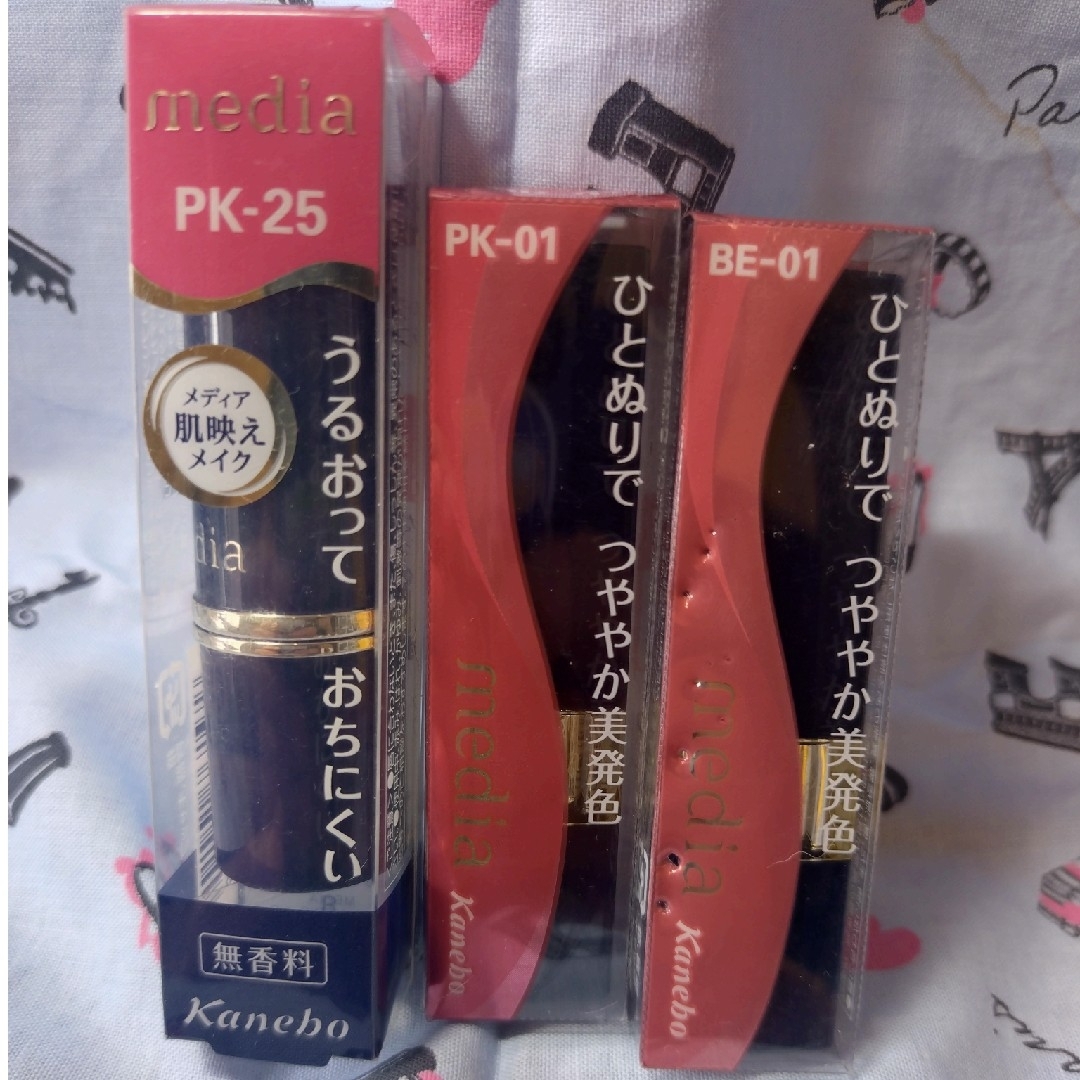 media
PK-25
メディア
肌映え
メイク
うるおって おちにくい
dia
無香料
Kanebo
PK-01
ひとぬりで つややか美発色
media
Kanebo
BE-01
ひとぬりで つややか美発色
media
Kanebo
Pa